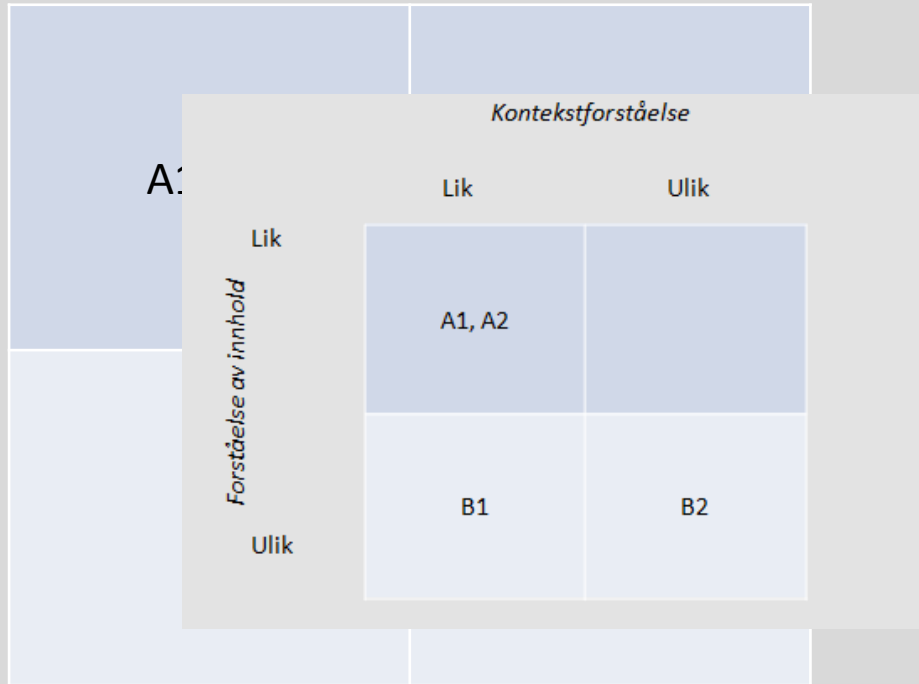 Kontekstforståelse
A1
Lik Ulik
Lik
Forståelse av innhold
A1, A2
B1 B2
Ulik